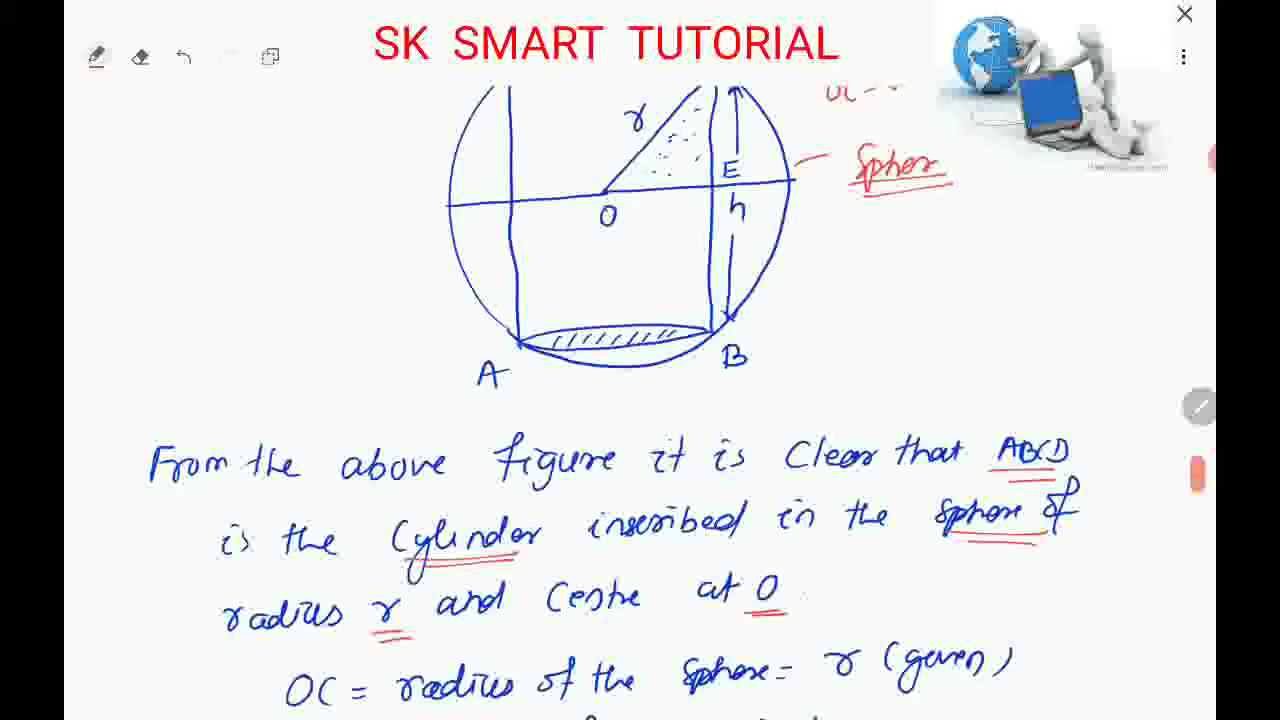 SK SMART TUTORIAL
r
Sphere
E
O
h
A
B
From the above figure it is Clear that ABCD
is the Cylinder inscribed in the sphere of
radius r and Centre at O
OC = radius of the sphere = r (given)